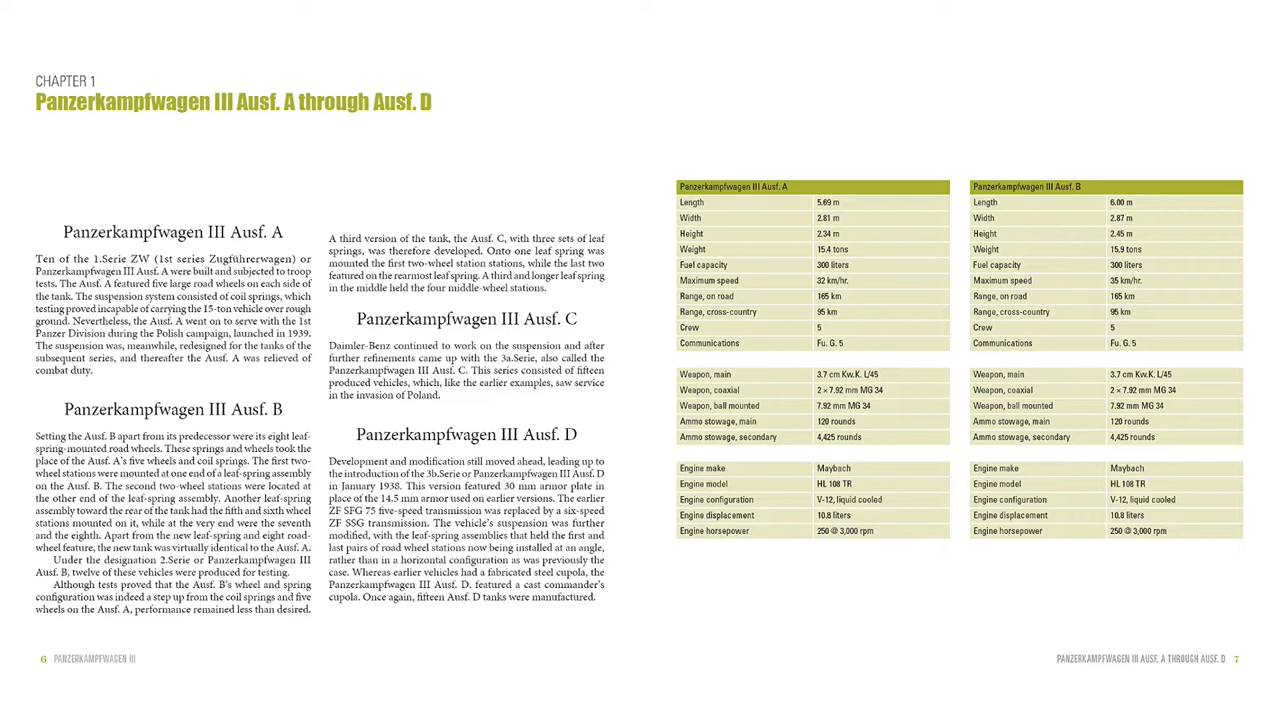 CHAPTER 1
Panzerkampfwagen III Ausf. A through Ausf. D
Panzerkampfwagen III Ausf. A
Ten of the 1.Serie ZW (1st series Zugführerwagen) or
Panzerkampfwagen III Ausf. A were built and subjected to troop
tests. The Ausf. A featured five large road wheels on each side of
the tank. The suspension system consisted of coil springs, which
testing proved incapable of carrying the 15-ton vehicle over rough
ground. Nevertheless, the Ausf. A went on to serve with the 1st
Panzer Division during the Polish campaign, launched in 1939.
The suspension was, meanwhile, redesigned for the tanks of the
subsequent series, and thereafter the Ausf. A was relieved of
combat duty.
Panzerkampfwagen III Ausf. B
Setting the Ausf. B apart from its predecessor were its eight leaf-
spring-mounted road wheels. These springs and wheels took the
place of the Ausf. A's five wheels and coil springs. The first two-
wheel stations were mounted at one end of a leaf-spring assembly
on the Ausf. B. The second two-wheel stations were located at
the other end of the leaf-spring assembly. Another leaf-spring
assembly toward the rear of the tank had the fifth and sixth wheel
stations mounted on it, while at the very end were the seventh
and the eighth. Apart from the new leaf-spring and eight road-
wheel feature, the new tank was virtually identical to the Ausf. A.
Under the designation 2.Serie or Panzerkampfwagen III
Ausf. B, twelve of these vehicles were produced for testing.
Although tests proved that the Ausf. B's wheel and spring
configuration was indeed a step up from the coil springs and five
wheels on the Ausf. A, performance remained less than desired.
A third version of the tank, the Ausf. C, with three sets of leaf
springs, was therefore developed. Onto one leaf spring was
mounted the first two-wheel station stations, while the last two
featured on the rearmost leaf spring. A third and longer leaf spring
in the middle held the four middle-wheel stations.
Panzerkampfwagen III Ausf. C
Daimler-Benz continued to work on the suspension and after
further refinements came up with the 3a.Serie, also called the
Panzerkampfwagen III Ausf. C. This series consisted of fifteen
produced vehicles, which, like the earlier examples, saw service
in the invasion of Poland.
Panzerkampfwagen III Ausf. D
Development and modification still moved ahead, leading up to
the introduction of the 3b.Serie or Panzerkampfwagen III Ausf. D
in January 1938. This version featured 30 mm armor plate in
place of the 14.5 mm armor used on earlier versions. The earlier
ZF SFG 75 five-speed transmission was replaced by a six-speed
ZF SSG transmission. The vehicle's suspension was further
modified, with the leaf-spring assemblies that held the first and
last pairs of road wheel stations now being installed at an angle,
rather than in a horizontal configuration as was previously the
case. Whereas earlier vehicles had a fabricated steel cupola, the
Panzerkampfwagen III Ausf. D. featured a cast commander's
cupola. Once again, fifteen Ausf. D tanks were manufactured.
6 PANZERKAMPFWAGEN III
Panzerkampfwagen III Ausf. A
Length 5.69 m
Width 2.81 m
Height 2.34 m
Weight 15.4 tons
Fuel capacity 300 liters
Maximum speed 32 km/hr.
Range, on road 165 km
Range, cross-country 95 km
Crew 5
Communications Fu. G. 5
Weapon, main 3.7 cm Kw.K. L/45
Weapon, coaxial 2 × 7.92 mm MG 34
Weapon, ball mounted 7.92 mm MG 34
Ammo stowage, main 120 rounds
Ammo stowage, secondary 4,425 rounds
Engine make Maybach
Engine model HL 108 TR
Engine configuration V-12, liquid cooled
Engine displacement 10.8 liters
Engine horsepower 250 @ 3,000 rpm
Panzerkampfwagen III Ausf. B
Length 6.00 m
Width 2.87 m
Height 2.45 m
Weight 15.9 tons
Fuel capacity 300 liters
Maximum speed 35 km/hr.
Range, on road 165 km
Range, cross-country 95 km
Crew 5
Communications Fu. G. 5
Weapon, main 3.7 cm Kw.K. L/45
Weapon, coaxial 2 × 7.92 mm MG 34
Weapon, ball mounted 7.92 mm MG 34
Ammo stowage, main 120 rounds
Ammo stowage, secondary 4,425 rounds
Engine make Maybach
Engine model HL 108 TR
Engine configuration V-12, liquid cooled
Engine displacement 10.8 liters
Engine horsepower 250 @ 3,000 rpm
PANZERKAMPFWAGEN III AUSF. A THROUGH AUSF. D 7